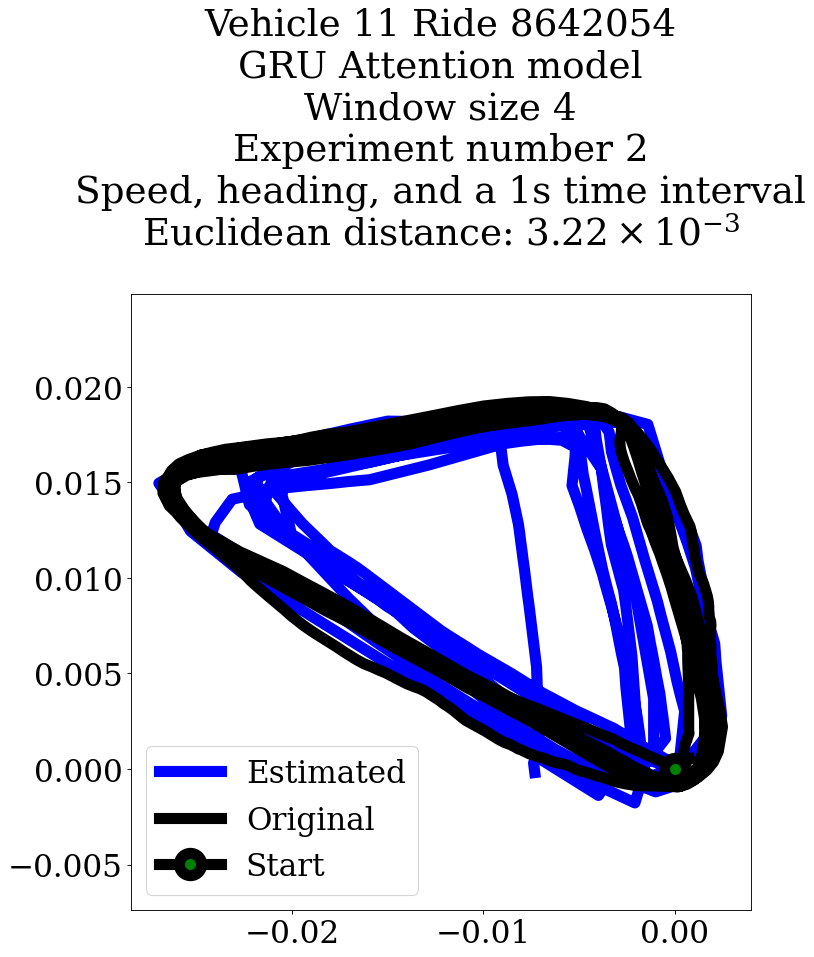 Vehicle 11 Ride 8642054
GRU Attention model
Window size 4
Experiment number 2
Speed, heading, and a 1s time interval
Euclidean distance: 3.22 × 10⁻³
0.020
0.015
0.010
0.005
0.000
−0.005
Estimated
Original
Start
−0.02
−0.01
0.00